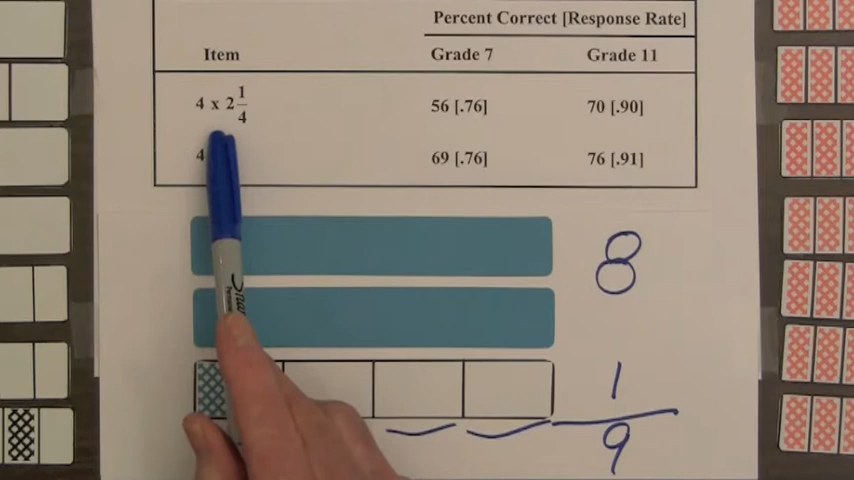 Percent Correct [Response Rate]
Item Grade 7 Grade 11
4 x 2 1/4 56 [.76] 70 [.90]
4 69 [.76] 76 [.91]
8
1
9